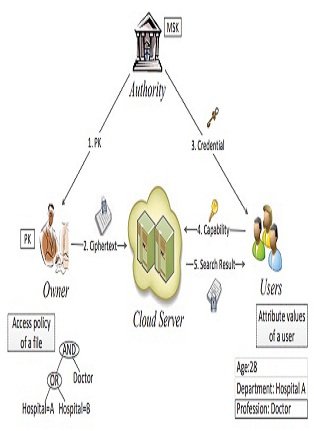 MSK
Authority
1. PK
3. Credential
PK
2. Ciphertext
4. Capability
5. Search Result
Owner
Cloud Server
Users
Access policy
of a file
AND
OR
Doctor
Hospital=A Hospital=B
Attribute values
of a user
Age:28
Department: Hospital A
Profession: Doctor